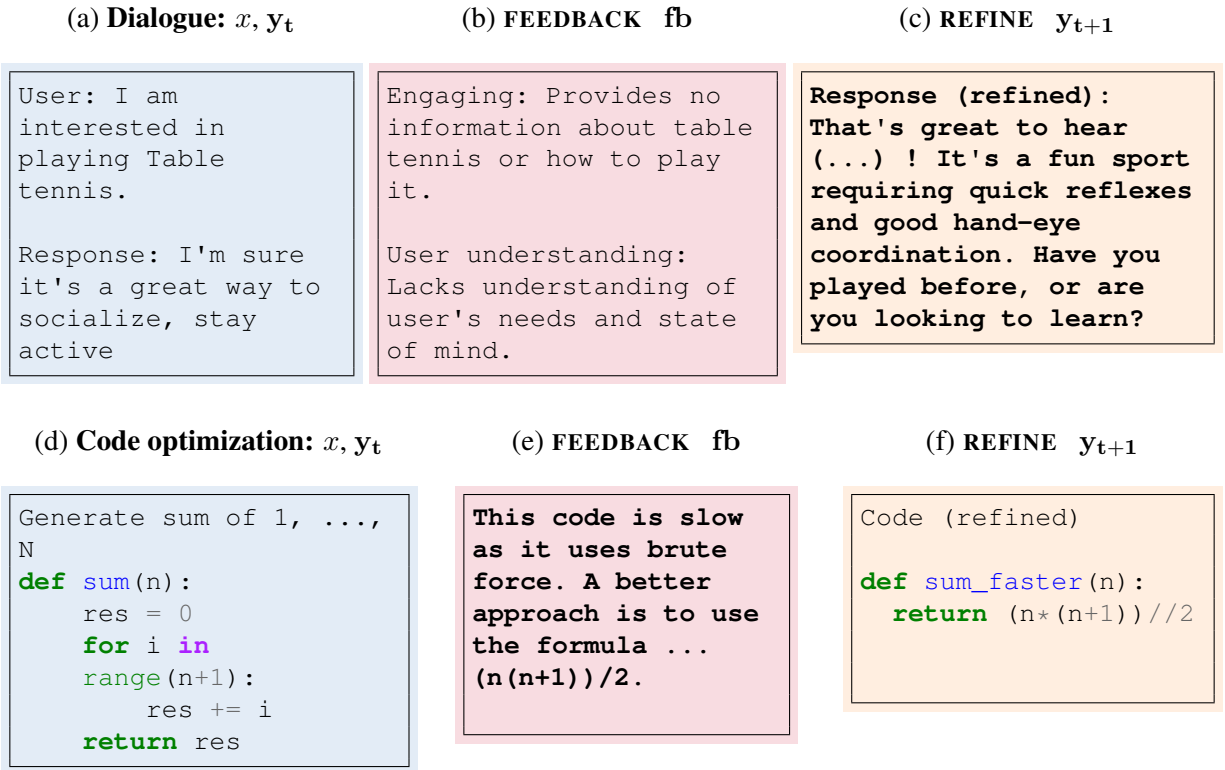 (a) Dialogue: x, y_t
(b) FEEDBACK fb
(c) REFINE y_{t+1}
User: I am
interested in
playing Table
tennis.
Response: I'm sure
it's a great way to
socialize, stay
active
Engaging: Provides no
information about table
tennis or how to play
it.
User understanding:
Lacks understanding of
user's needs and state
of mind.
Response (refined):
That's great to hear
(...) ! It's a fun sport
requiring quick reflexes
and good hand-eye
coordination. Have you
played before, or are
you looking to learn?
(d) Code optimization: x, y_t
(e) FEEDBACK fb
(f) REFINE y_{t+1}
Generate sum of 1, ...,
N
def sum(n):
    res = 0
    for i in
    range(n+1):
        res += i
    return res
This code is slow
as it uses brute
force. A better
approach is to use
the formula ...
(n(n+1))/2.
Code (refined)
def sum_faster(n):
  return (n*(n+1))//2